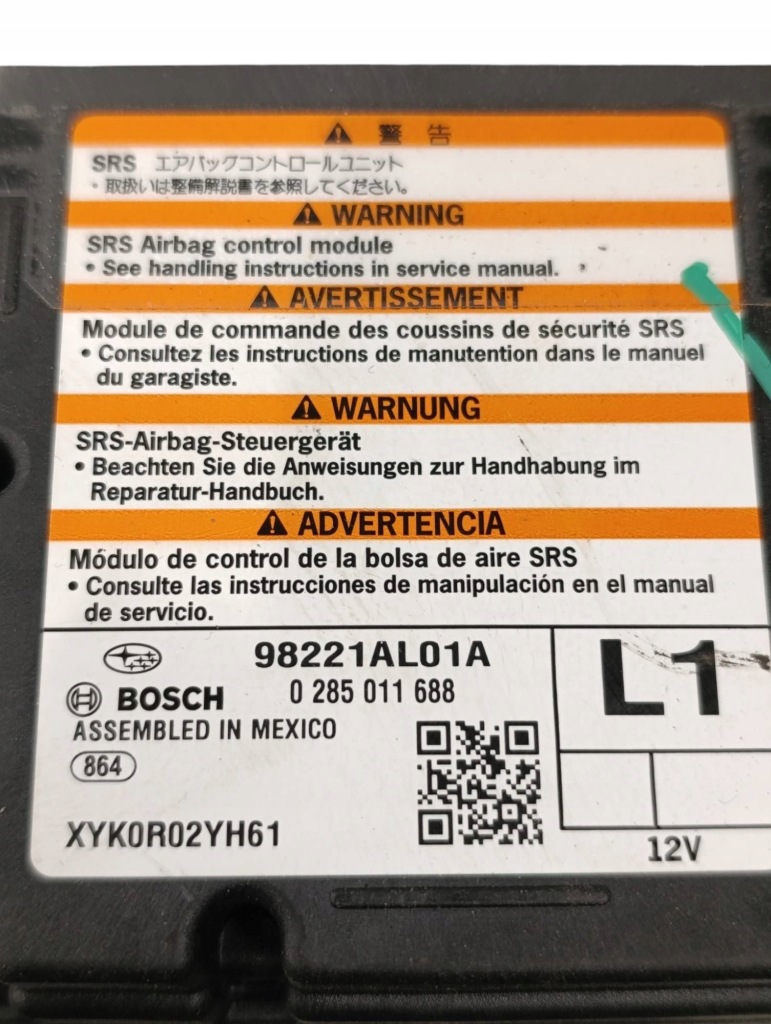 警告
SRS エアバックコントロールユニット
・取扱いは整備解説書を参照してください。
WARNING
SRS Airbag control module
• See handling instructions in service manual.
AVERTISSEMENT
Module de commande des coussins de sécurité SRS
• Consultez les instructions de manutention dans le manuel
du garagiste.
WARNUNG
SRS-Airbag-Steuergerät
• Beachten Sie die Anweisungen zur Handhabung im
Reparatur-Handbuch.
ADVERTENCIA
Módulo de control de la bolsa de aire SRS
• Consulte las instrucciones de manipulación en el manual
de servicio.
98221AL01A
L1
BOSCH 0 285 011 688
ASSEMBLED IN MEXICO
864
XYK0R02YH61
12V